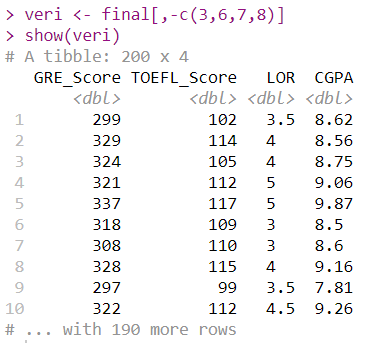 > veri <- final[,-c(3,6,7,8)]
> show(veri)
# A tibble: 200 x 4
   GRE_Score TOEFL_Score   LOR  CGPA
       <dbl>       <dbl> <dbl> <dbl>
 1       299         102   3.5  8.62
 2       329         114   4    8.56
 3       324         105   4    8.75
 4       321         112   5    9.06
 5       337         117   5    9.87
 6       318         109   3    8.5
 7       308         110   3    8.6
 8       328         115   4    9.16
 9       297          99   3.5  7.81
10       322         112   4.5  9.26
# ... with 190 more rows